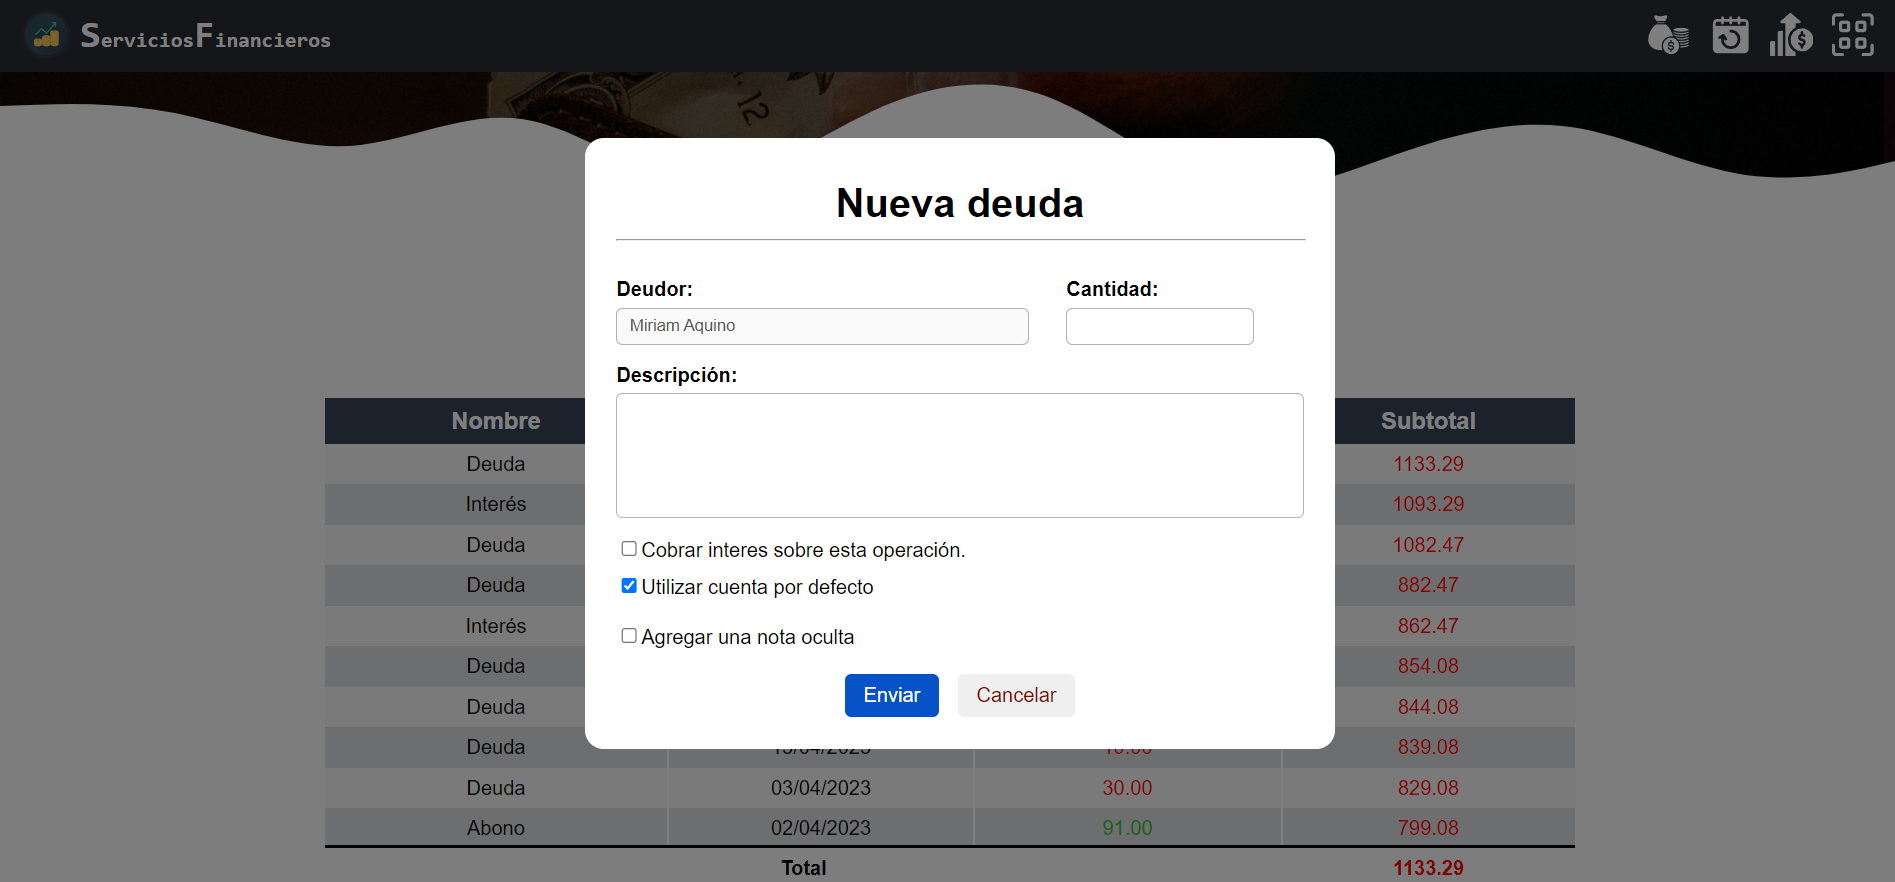 ServiciosFinancieros
12
Nueva deuda
Deudor: Cantidad:
Miriam Aquino
Descripción:
Cobrar interes sobre esta operación.
Utilizar cuenta por defecto
Agregar una nota oculta
Enviar Cancelar
Nombre Subtotal
Deuda 1133.29
Interés 1093.29
Deuda 1082.47
Deuda 882.47
Interés 862.47
Deuda 854.08
Deuda 844.08
Deuda 839.08
Deuda 03/04/2023 30.00 829.08
Abono 02/04/2023 91.00 799.08
Total 1133.29